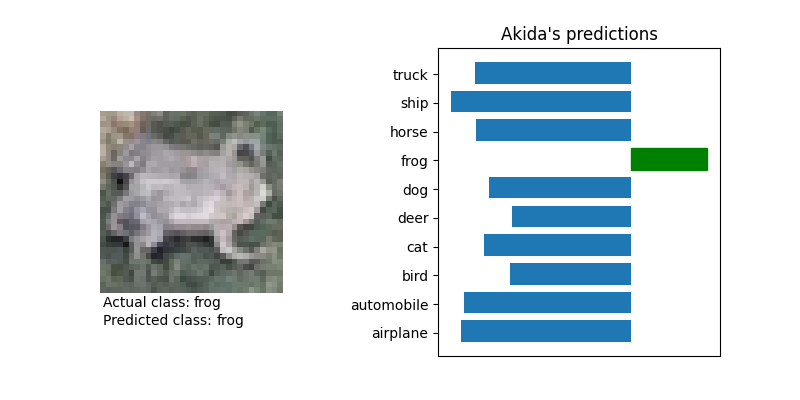 Akida's predictions
truck
ship
horse
frog
dog
deer
cat
bird
automobile
airplane
Actual class: frog
Predicted class: frog